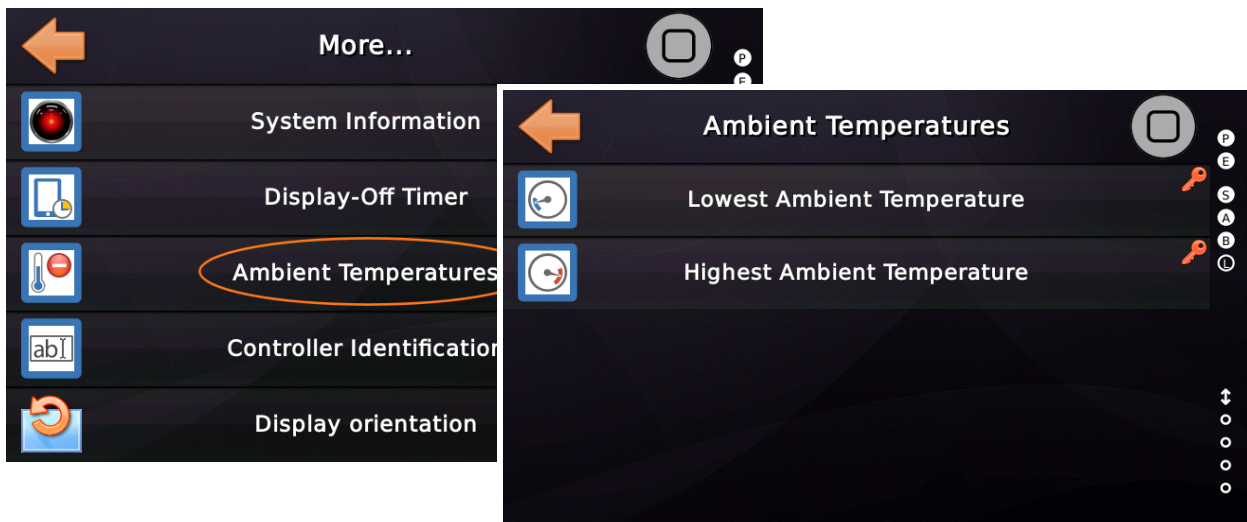 More...
P
E
System Information
Display-Off Timer
Ambient Temperatures
abI
Controller Identification
Display orientation
Ambient Temperatures
P
E
Lowest Ambient Temperature
S
A
Highest Ambient Temperature
B
L